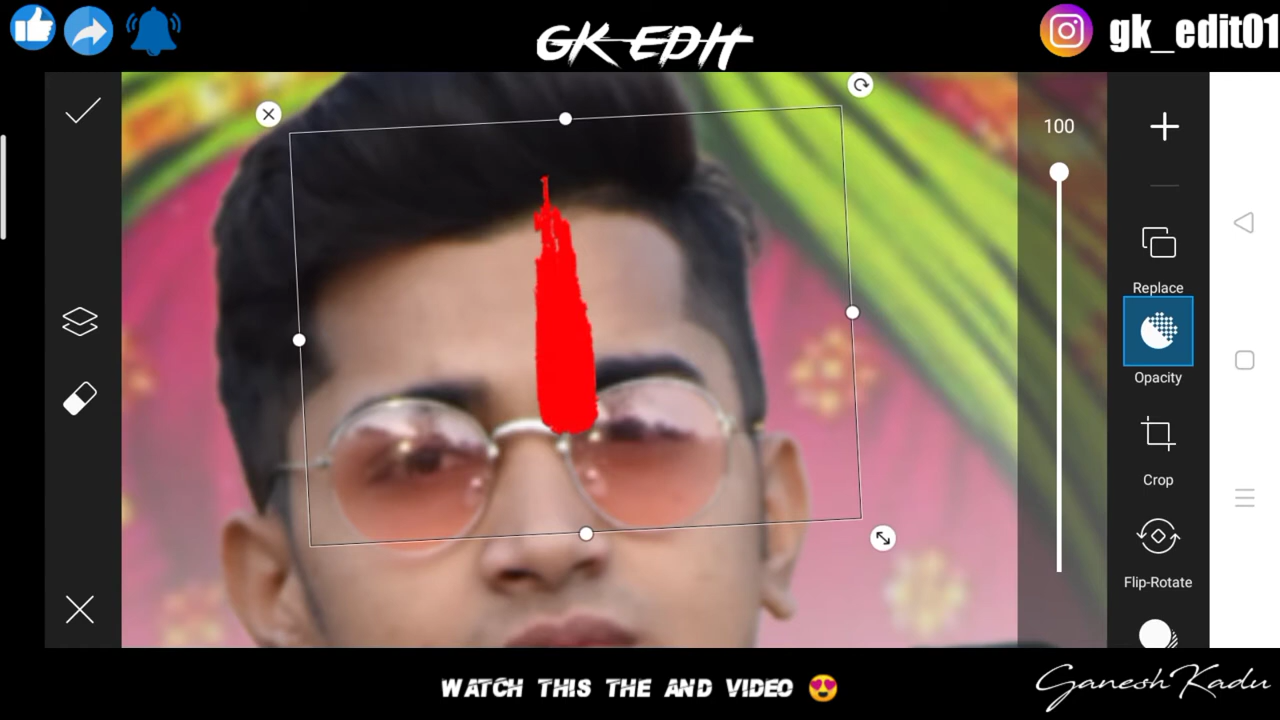 GK EDIT
gk_edit01
100
Replace
Opacity
Crop
Flip-Rotate
WATCH THIS THE AND VIDEO 😍
Ganesh Kadu